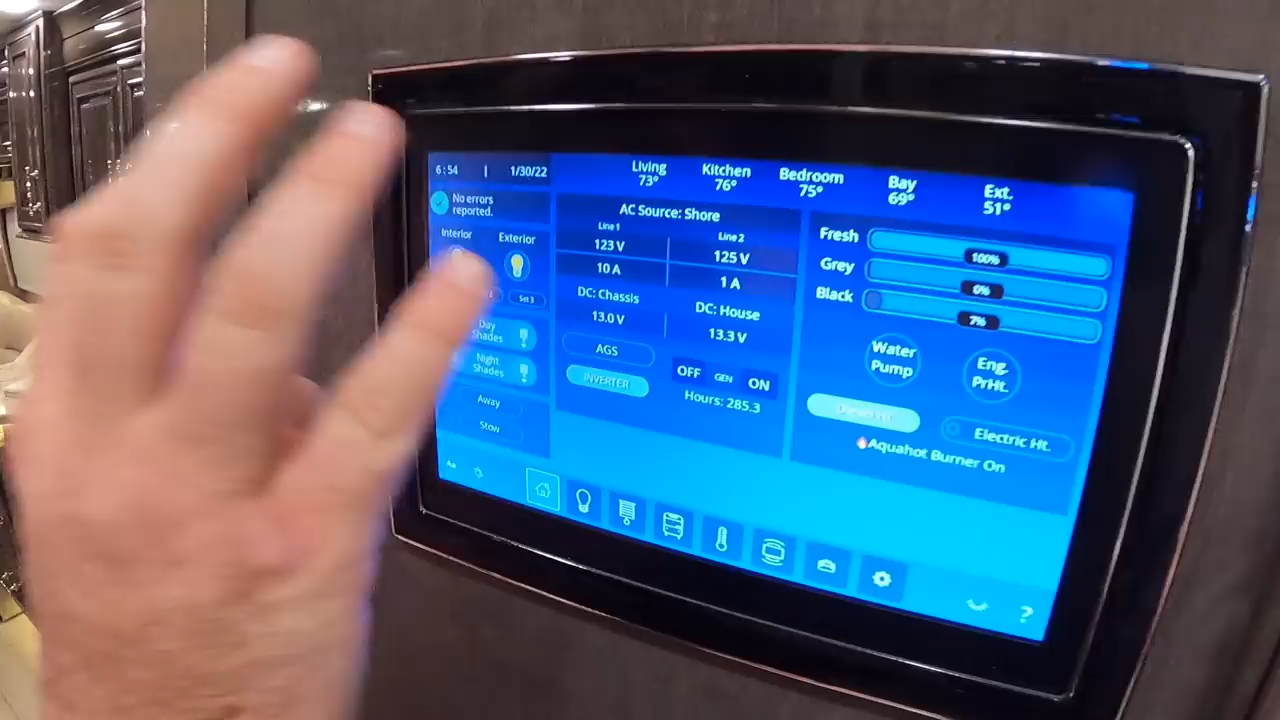 6:54 | 1/30/22
Living 73°
Kitchen 76°
Bedroom 75°
Bay 69°
Ext. 51°
No errors
reported.
Interior
Exterior
Set 3
Day
Shades
Night
Shades
Away
Stow
AC Source: Shore
Line 1
Line 2
123 V
125 V
10 A
1 A
DC: Chassis
DC: House
13.0 V
13.3 V
AGS
INVERTER
OFF GEN ON
Hours: 285.3
Fresh
100%
Grey
0%
Black
7%
Water
Pump
Eng.
PrHt.
Diesel Ht.
Electric Ht.
Aquahot Burner On
?